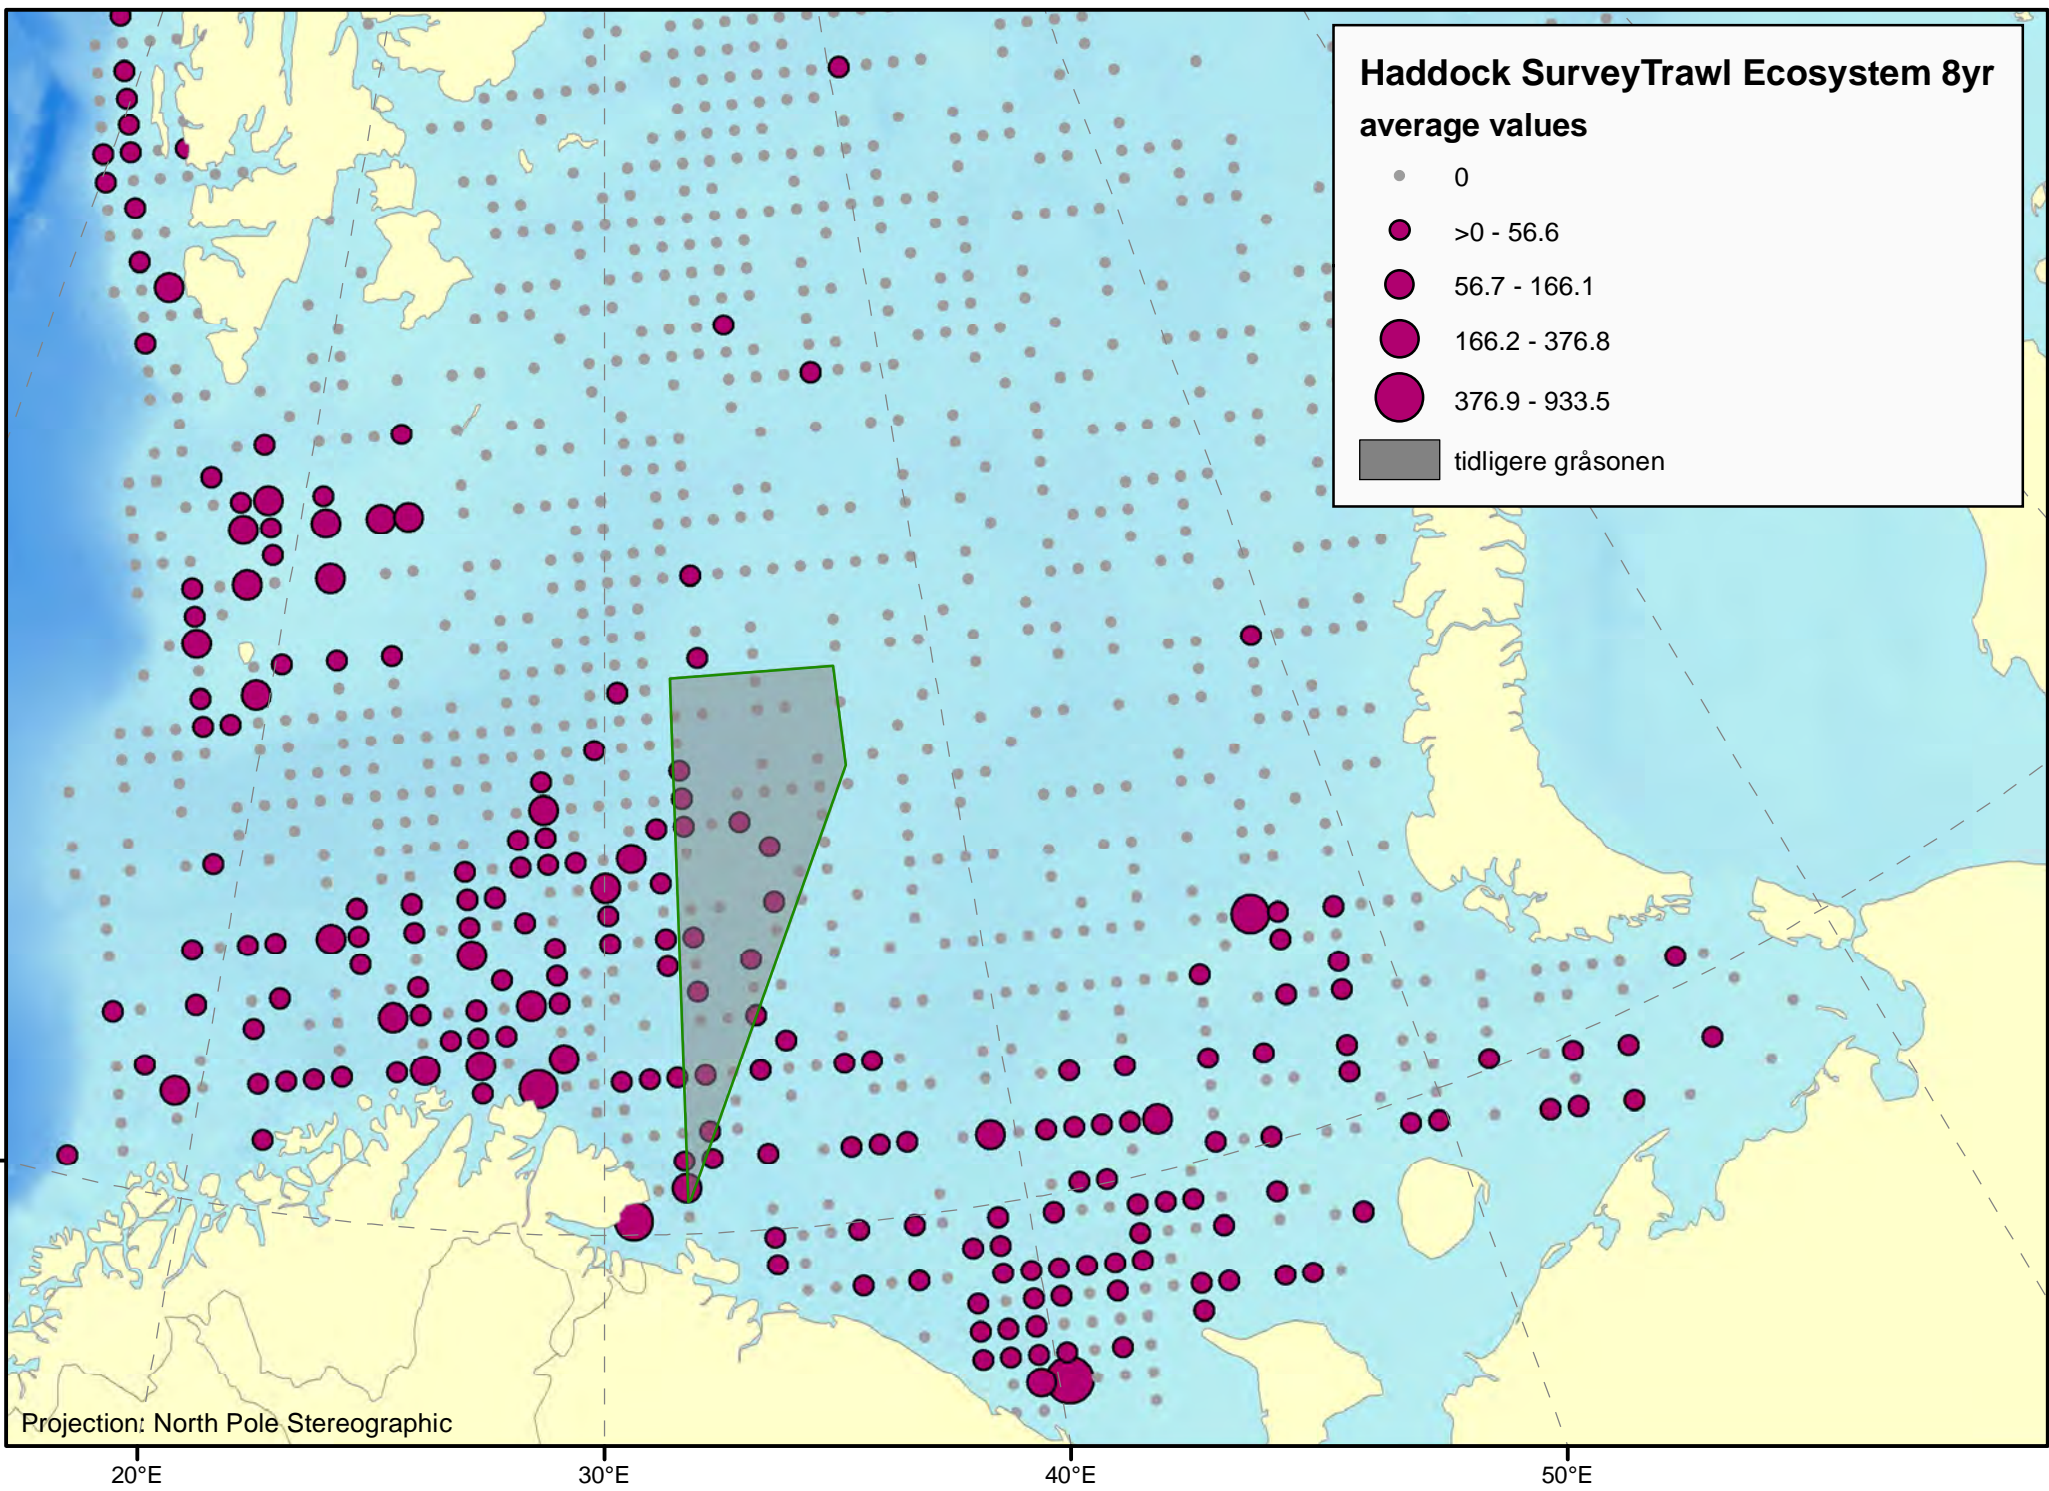 Haddock SurveyTrawl Ecosystem 8yr
average values
0
>0 - 56.6
56.7 - 166.1
166.2 - 376.8
376.9 - 933.5
tidligere gråsonen
Projection: North Pole Stereographic
20°E
30°E
40°E
50°E